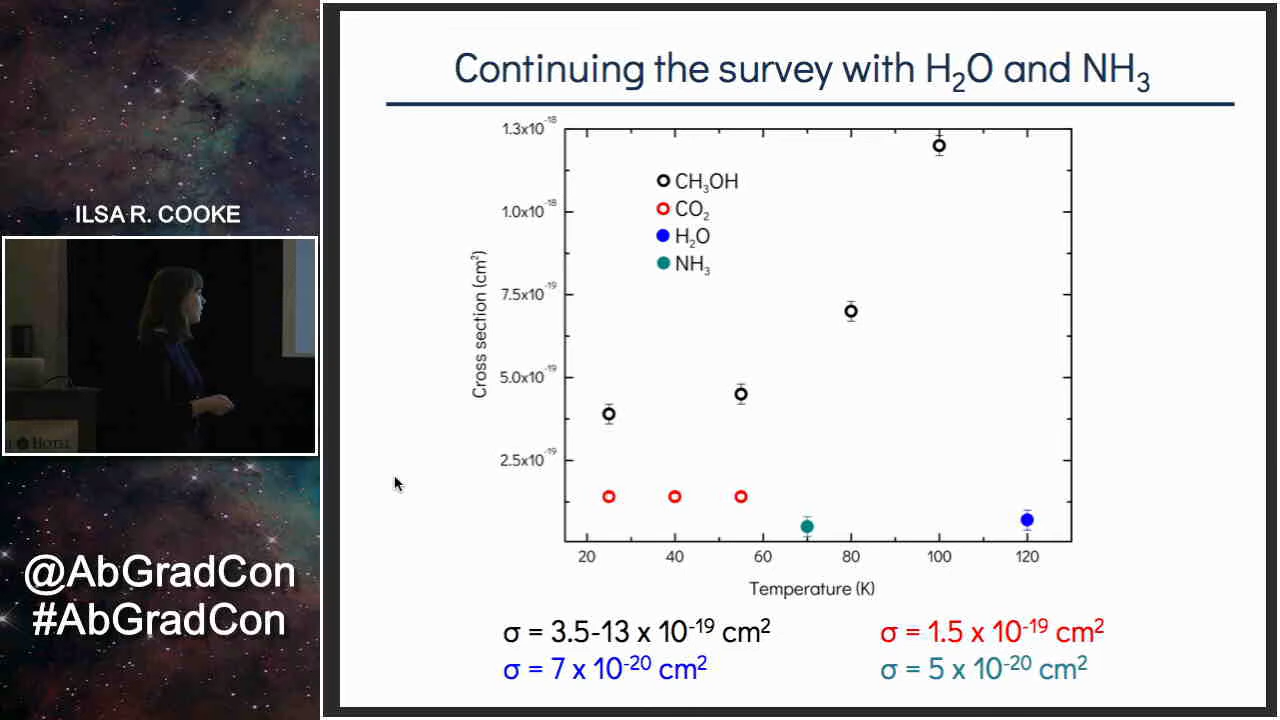 Continuing the survey with H₂O and NH₃
ILSA R. COOKE
HOTEL
@AbGradCon
#AbGradCon
1.3x10⁻¹⁸
1.0x10⁻¹⁸
7.5x10⁻¹⁹
5.0x10⁻¹⁹
2.5x10⁻¹⁹
Cross section (cm²)
CH₃OH
CO₂
H₂O
NH₃
20 40 60 80 100 120
Temperature (K)
σ = 3.5-13 x 10⁻¹⁹ cm²
σ = 1.5 x 10⁻¹⁹ cm²
σ = 7 x 10⁻²⁰ cm²
σ = 5 x 10⁻²⁰ cm²